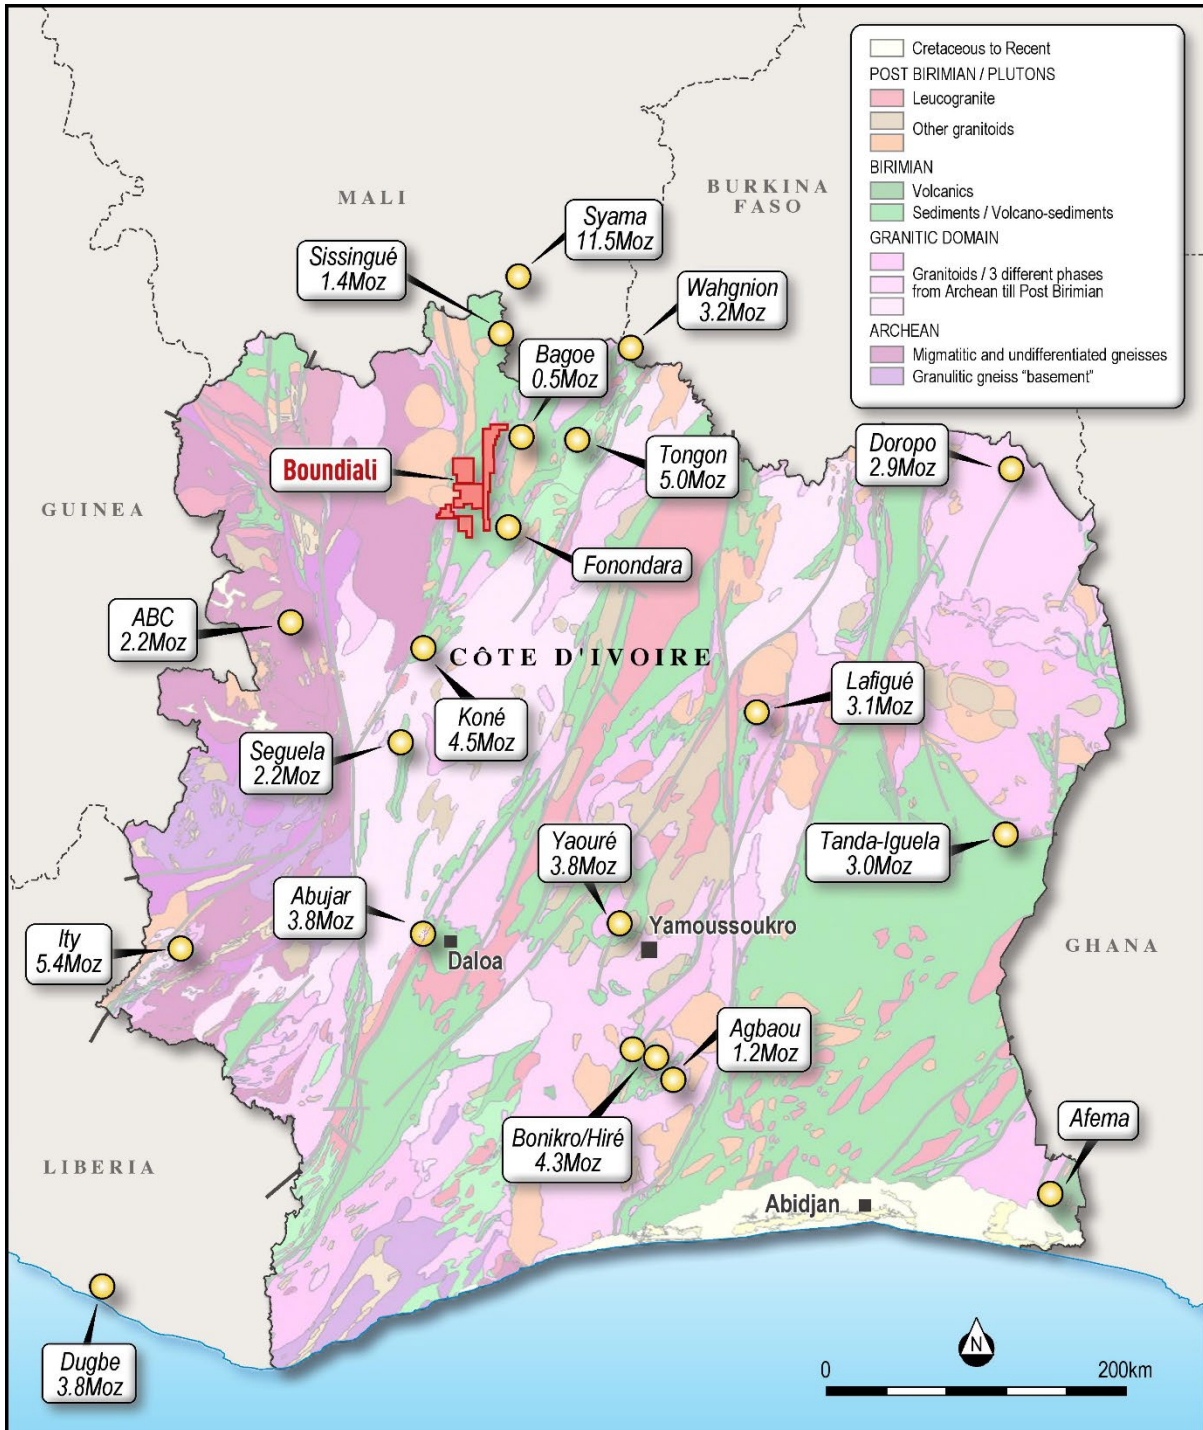 Cretaceous to Recent
POST BIRIMIAN / PLUTONS
Leucogranite
Other granitoids
BIRIMIAN
Volcanics
Sediments / Volcano-sediments
GRANITIC DOMAIN
Granitoids / 3 different phases
from Archean till Post Birimian
ARCHEAN
Migmatitic and undifferentiated gneisses
Granulitic gneiss "basement"
MALI
BURKINA
FASO
Syama
11.5Moz
Sissingué
1.4Moz
Wahgnion
3.2Moz
Bagoe
0.5Moz
Boundiali
Tongon
5.0Moz
Doropo
2.9Moz
GUINEA
Fonondara
ABC
2.2Moz
CÔTE D'IVOIRE
Koné
4.5Moz
Lafigué
3.1Moz
Seguela
2.2Moz
Yaouré
3.8Moz
Tanda-Iguela
3.0Moz
Abujar
3.8Moz
Ity
5.4Moz
Daloa
Yamoussoukro
GHANA
Agbaou
1.2Moz
Bonikro/Hiré
4.3Moz
Afema
LIBERIA
Abidjan
Dugbe
3.8Moz
N
0 200km